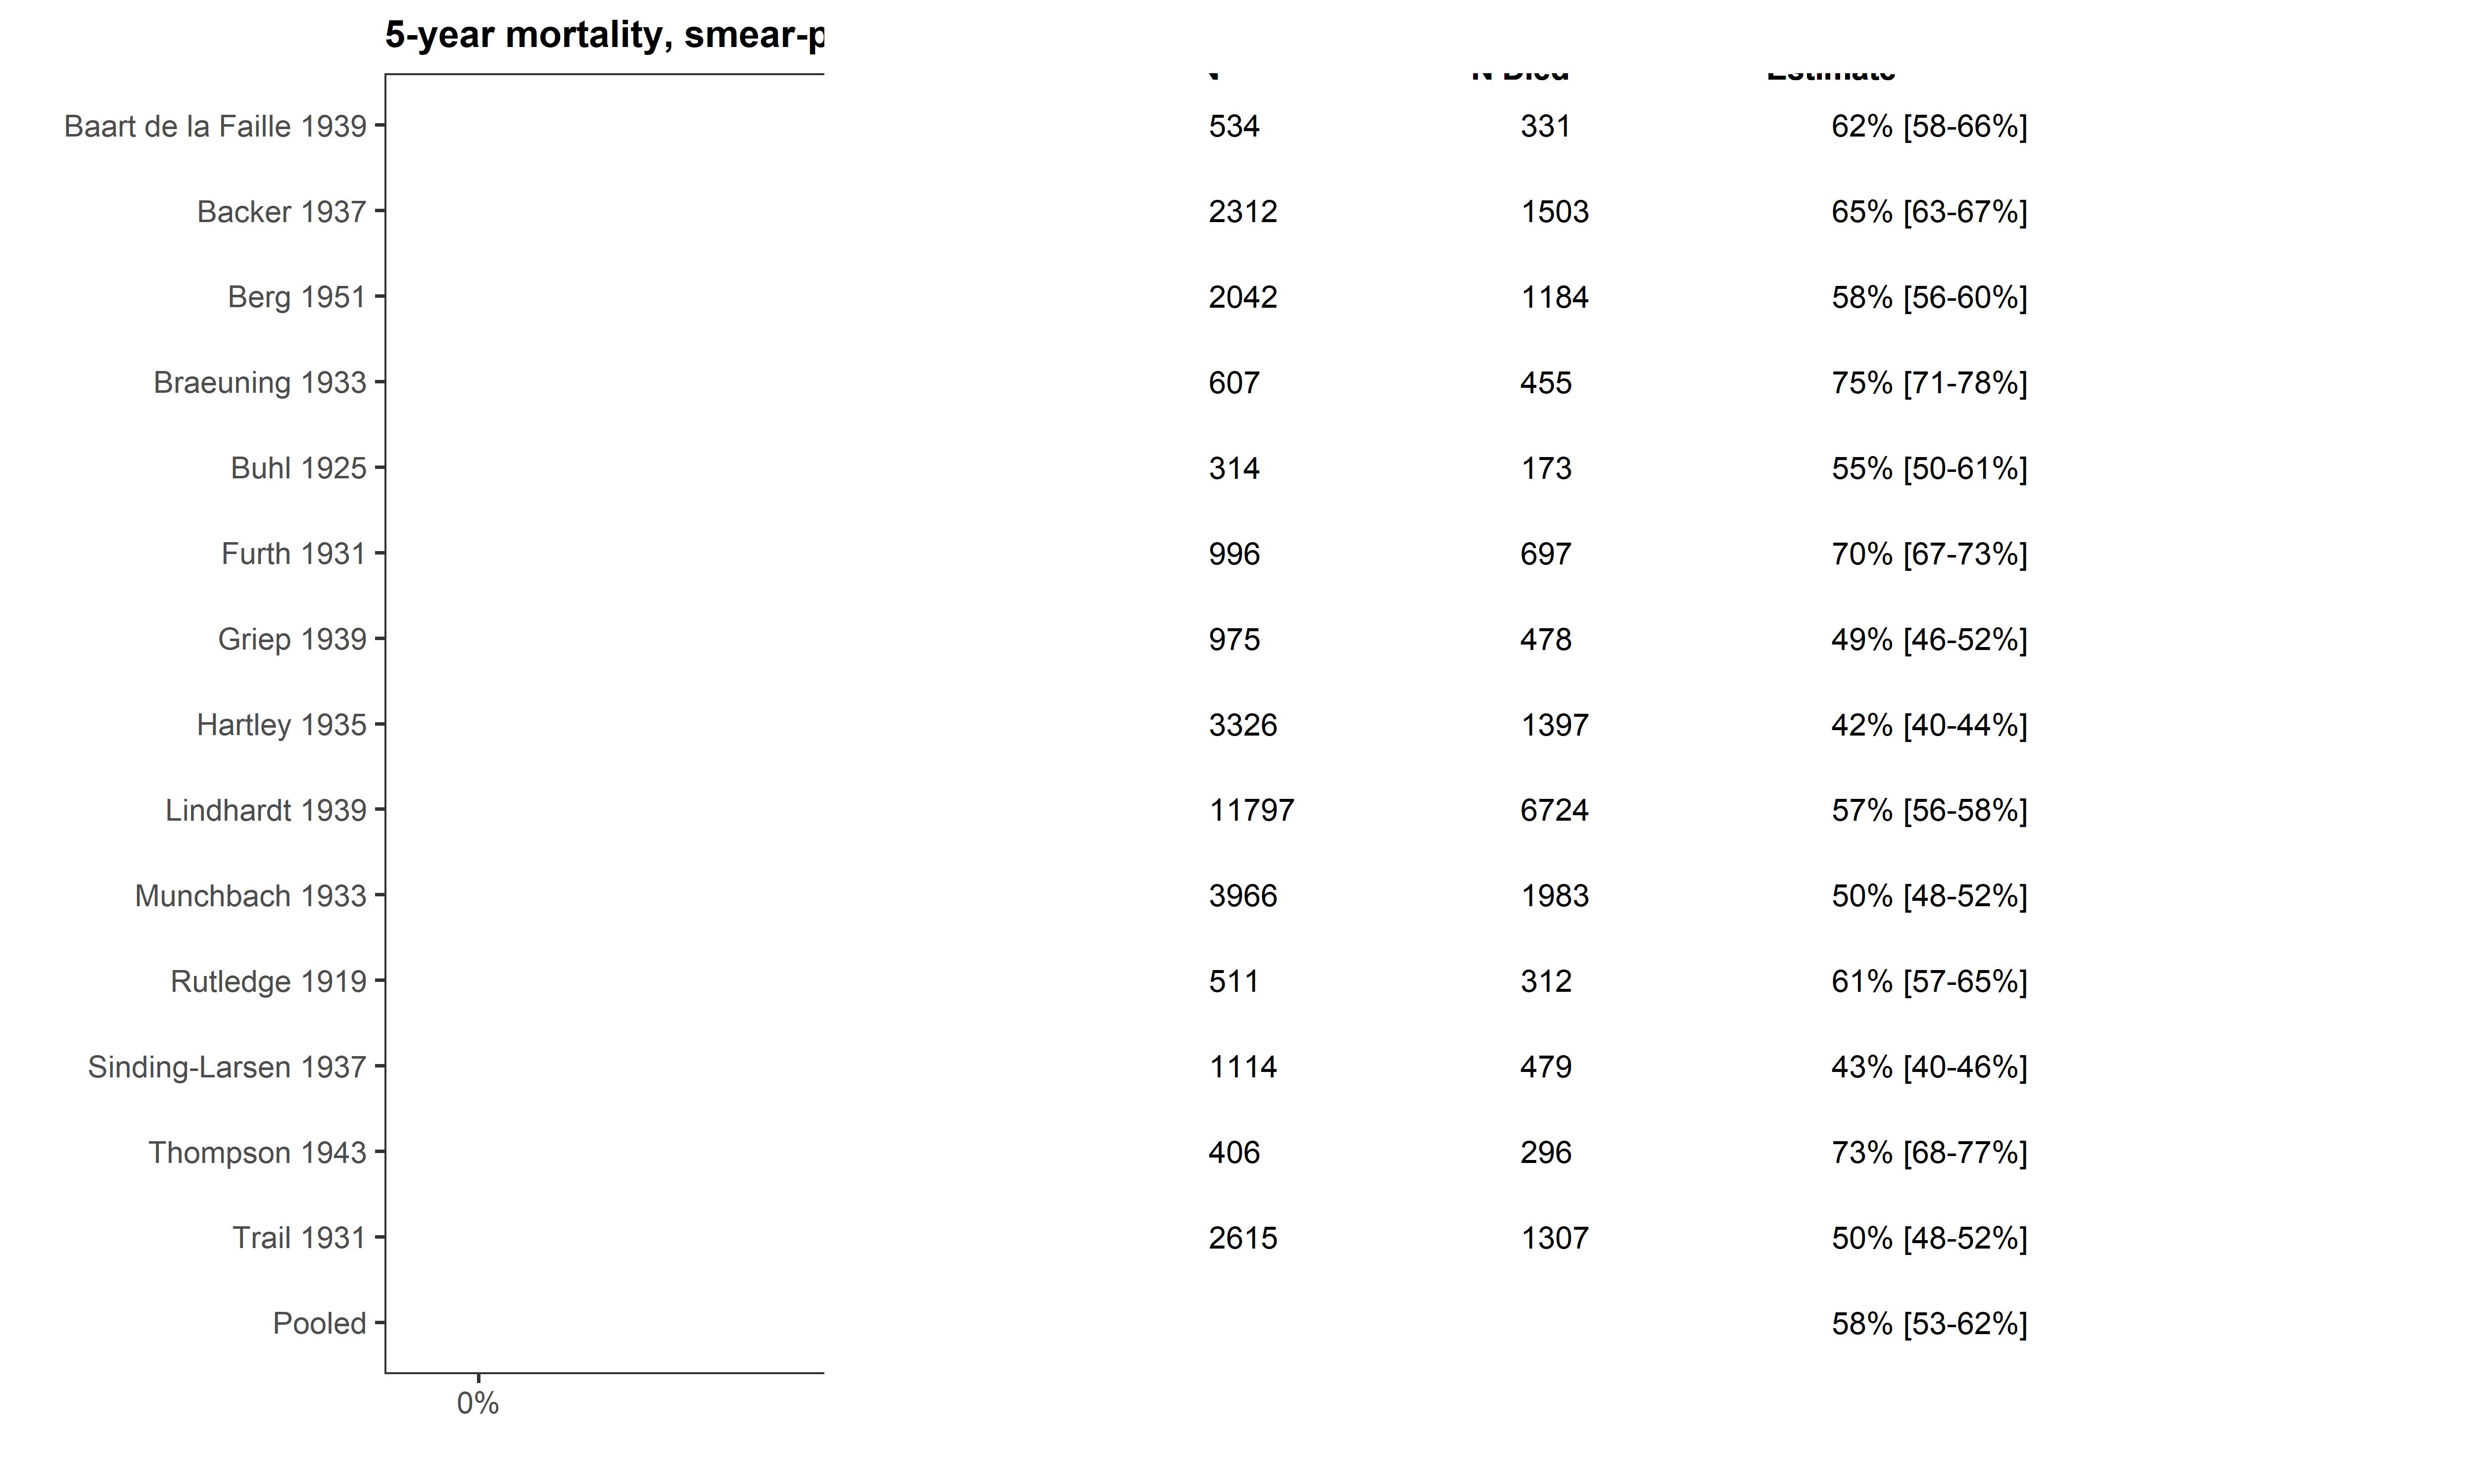 5-year mortality, smear-p
N Died Estimate
Baart de la Faille 1939 534 331 62% [58-66%]
Backer 1937 2312 1503 65% [63-67%]
Berg 1951 2042 1184 58% [56-60%]
Braeuning 1933 607 455 75% [71-78%]
Buhl 1925 314 173 55% [50-61%]
Furth 1931 996 697 70% [67-73%]
Griep 1939 975 478 49% [46-52%]
Hartley 1935 3326 1397 42% [40-44%]
Lindhardt 1939 11797 6724 57% [56-58%]
Munchbach 1933 3966 1983 50% [48-52%]
Rutledge 1919 511 312 61% [57-65%]
Sinding-Larsen 1937 1114 479 43% [40-46%]
Thompson 1943 406 296 73% [68-77%]
Trail 1931 2615 1307 50% [48-52%]
Pooled 58% [53-62%]
0%